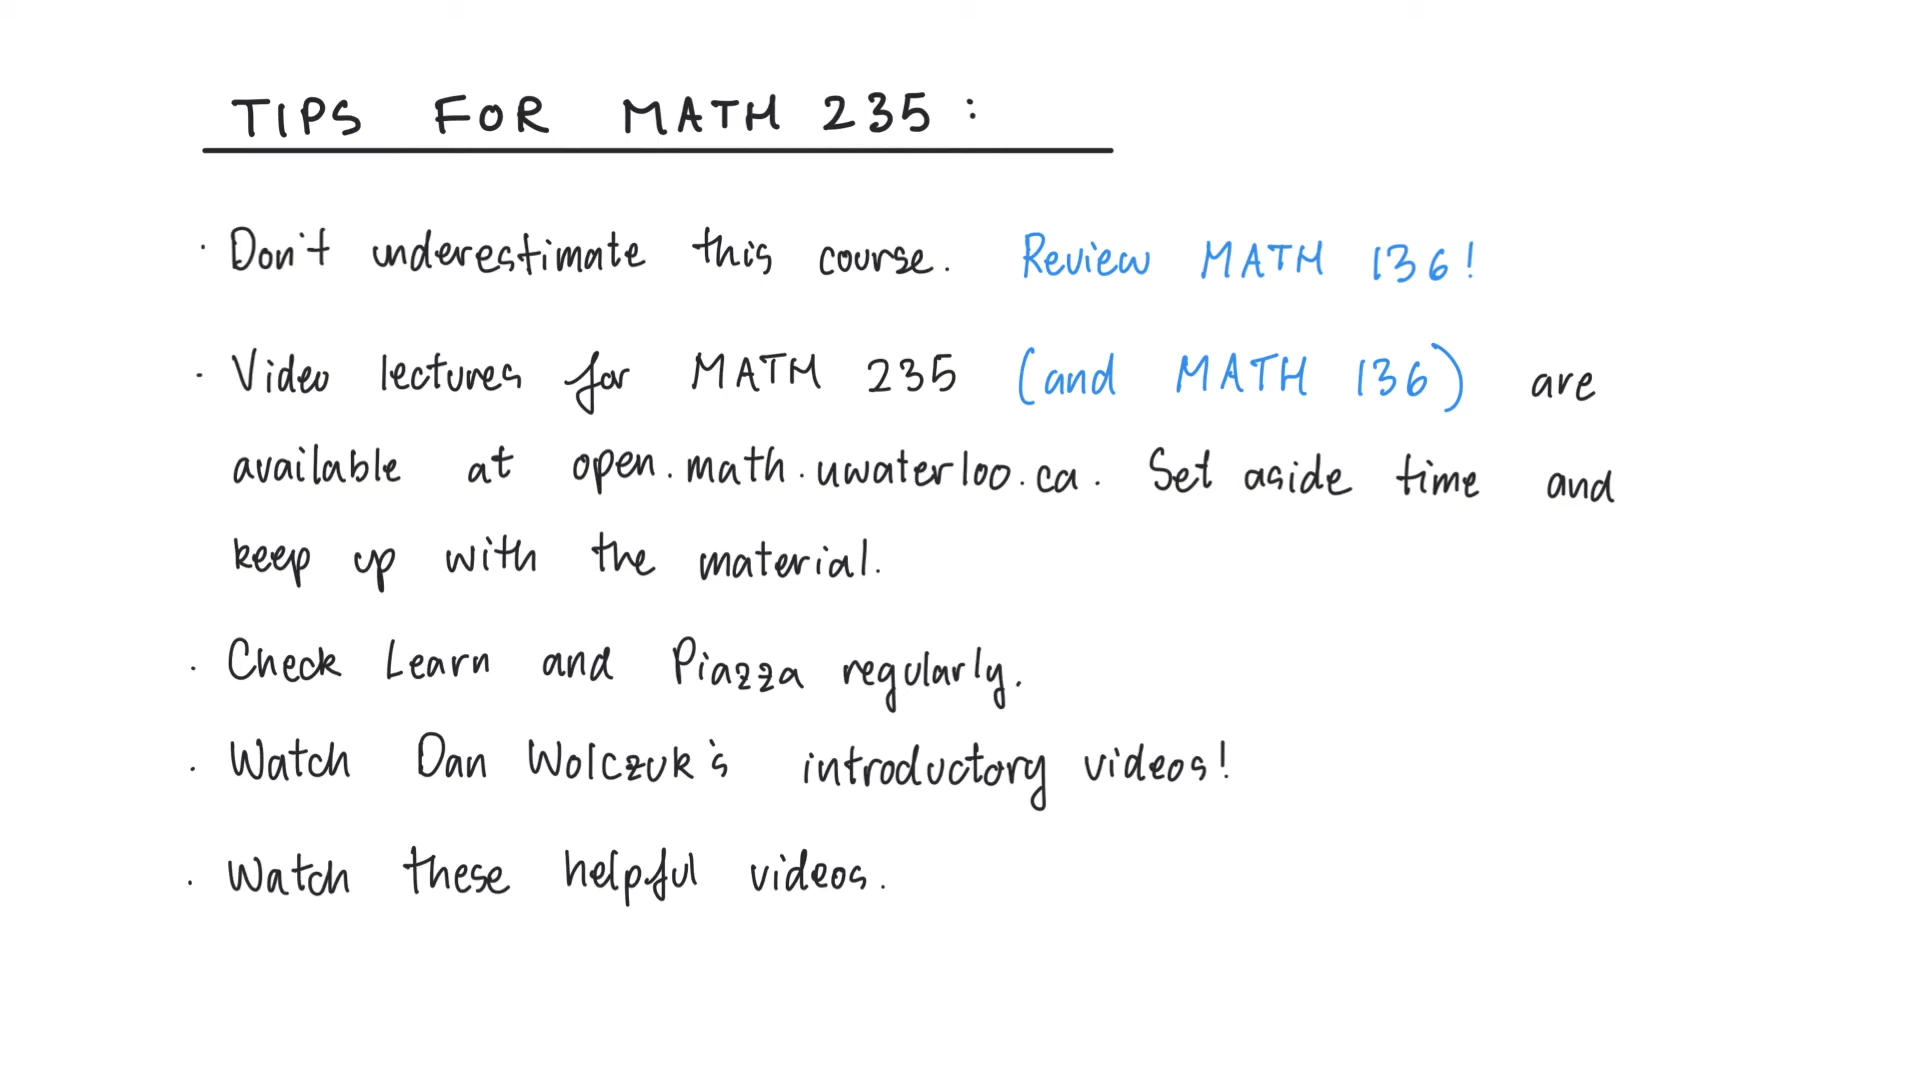 TIPS FOR MATH 235:
· Don't underestimate this course. Review MATH 136!
· Video lectures for MATH 235 (and MATH 136) are
available at open.math.uwaterloo.ca. Set aside time and
keep up with the material.
· Check Learn and Piazza regularly.
· Watch Dan Wolczuk's introductory videos!
· Watch these helpful videos.